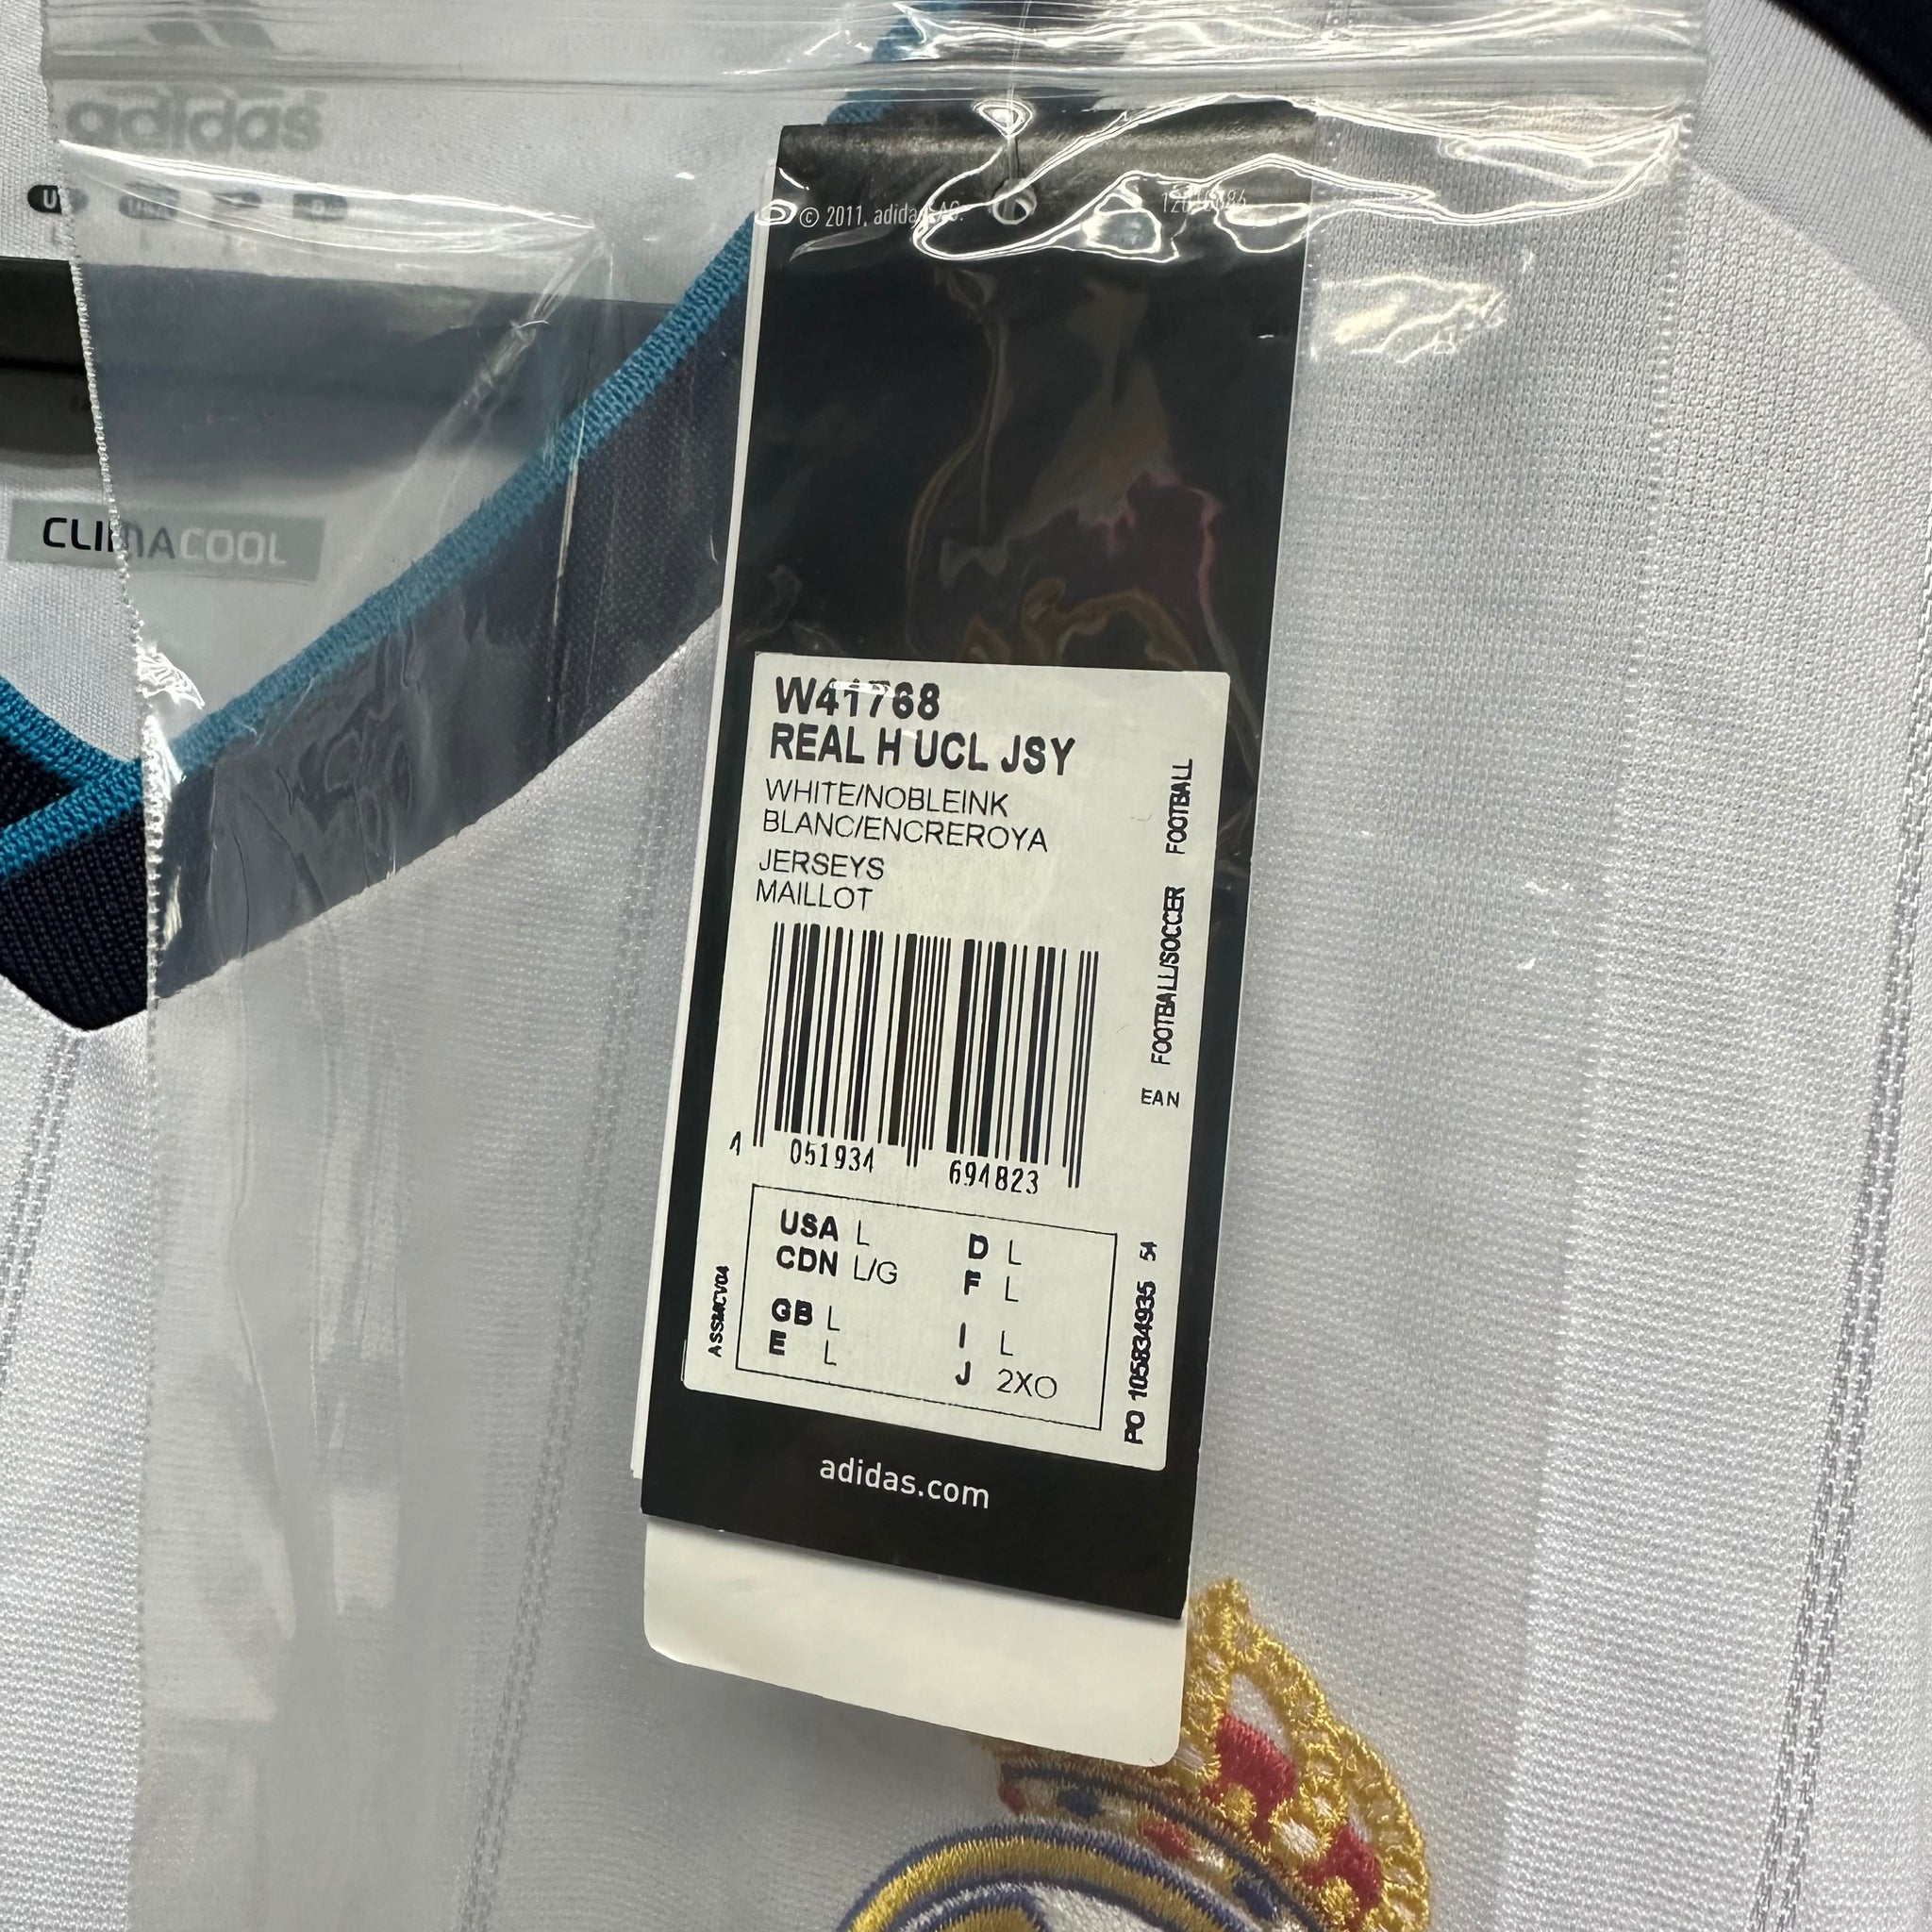 adidas
© 2011, adidas AG.
CLIMACOOL
W41768
REAL H UCL JSY
WHITE/NOBLEINK
BLANC/ENCREROYA
JERSEYS
MAILLOT
FOOTBALL/SOCCER FOOTBALL
EAN
4 051934 694823
USA L
CDN L/G
GB L
E L
D L
F L
I L
J 2XO
ASSMCV04
PO 105834935 54
adidas.com